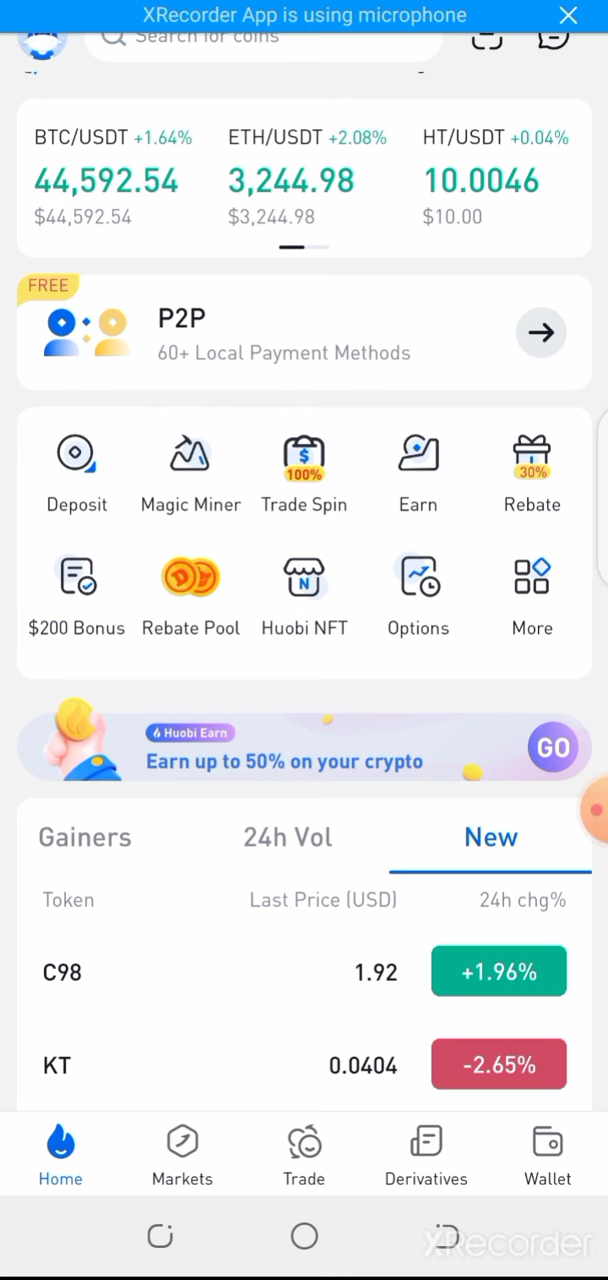 XRecorder App is using microphone
Search for coins
BTC/USDT +1.64% ETH/USDT +2.08% HT/USDT +0.04%
44,592.54 3,244.98 10.0046
$44,592.54 $3,244.98 $10.00
FREE
P2P
60+ Local Payment Methods
$
100% 30%
Deposit Magic Miner Trade Spin Earn Rebate
N
$200 Bonus Rebate Pool Huobi NFT Options More
Huobi Earn
Earn up to 50% on your crypto GO
Gainers 24h Vol New
Token Last Price (USD) 24h chg%
C98 1.92 +1.96%
KT 0.0404 -2.65%
Home Markets Trade Derivatives Wallet
XRecorder